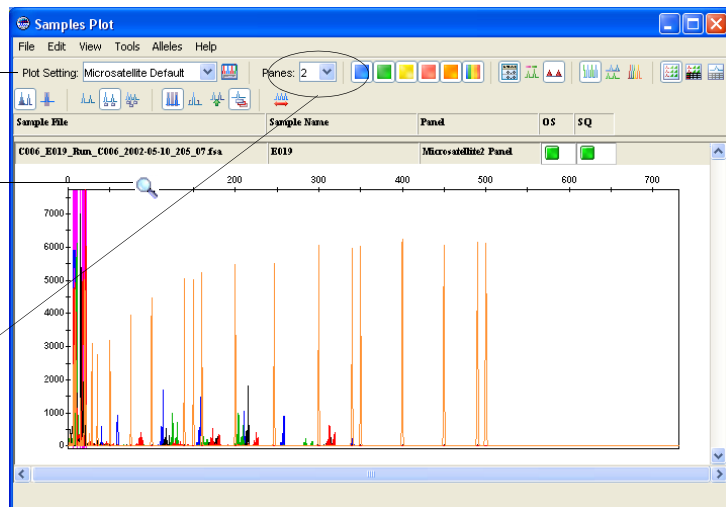 Samples Plot
File Edit View Tools Alleles Help
Plot Setting: Microsatellite Default Panes: 2
Sample File Sample Name Panel OS SQ
C006_E019_Run_C006_2002-05-10_205_07.fsa E019 Microsatellite2 Panel
0 200 300 400 500 600 700
7000
6000
5000
4000
3000
2000
1000
0